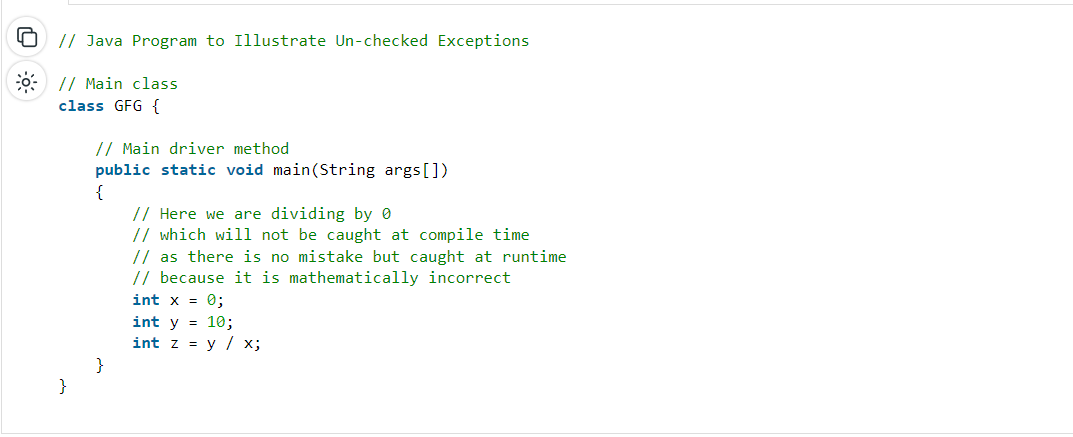 // Java Program to Illustrate Un-checked Exceptions
// Main class
class GFG {
// Main driver method
public static void main(String args[])
{
// Here we are dividing by 0
// which will not be caught at compile time
// as there is no mistake but caught at runtime
// because it is mathematically incorrect
int x = 0;
int y = 10;
int z = y / x;
}
}